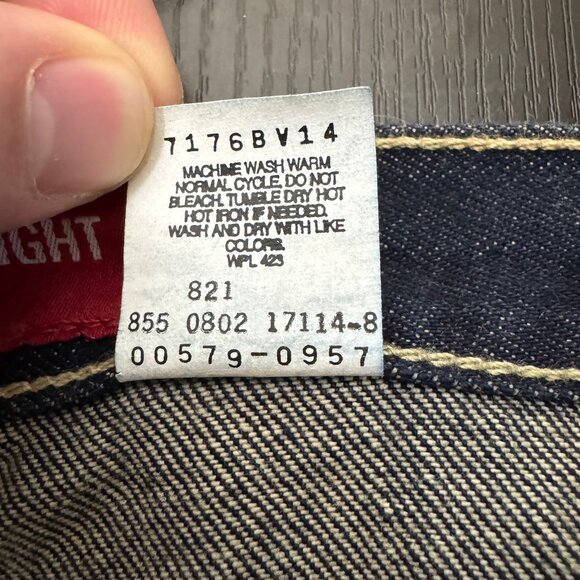 7176BV14
MACHINE WASH WARM
NORMAL CYCLE, DO NOT
BLEACH. TUMBLE DRY HOT
HOT IRON IF NEEDED.
WASH AND DRY WITH LIKE
COLORS.
WPL 423
IGHT
821
855 0802 17114-8
00579-0957